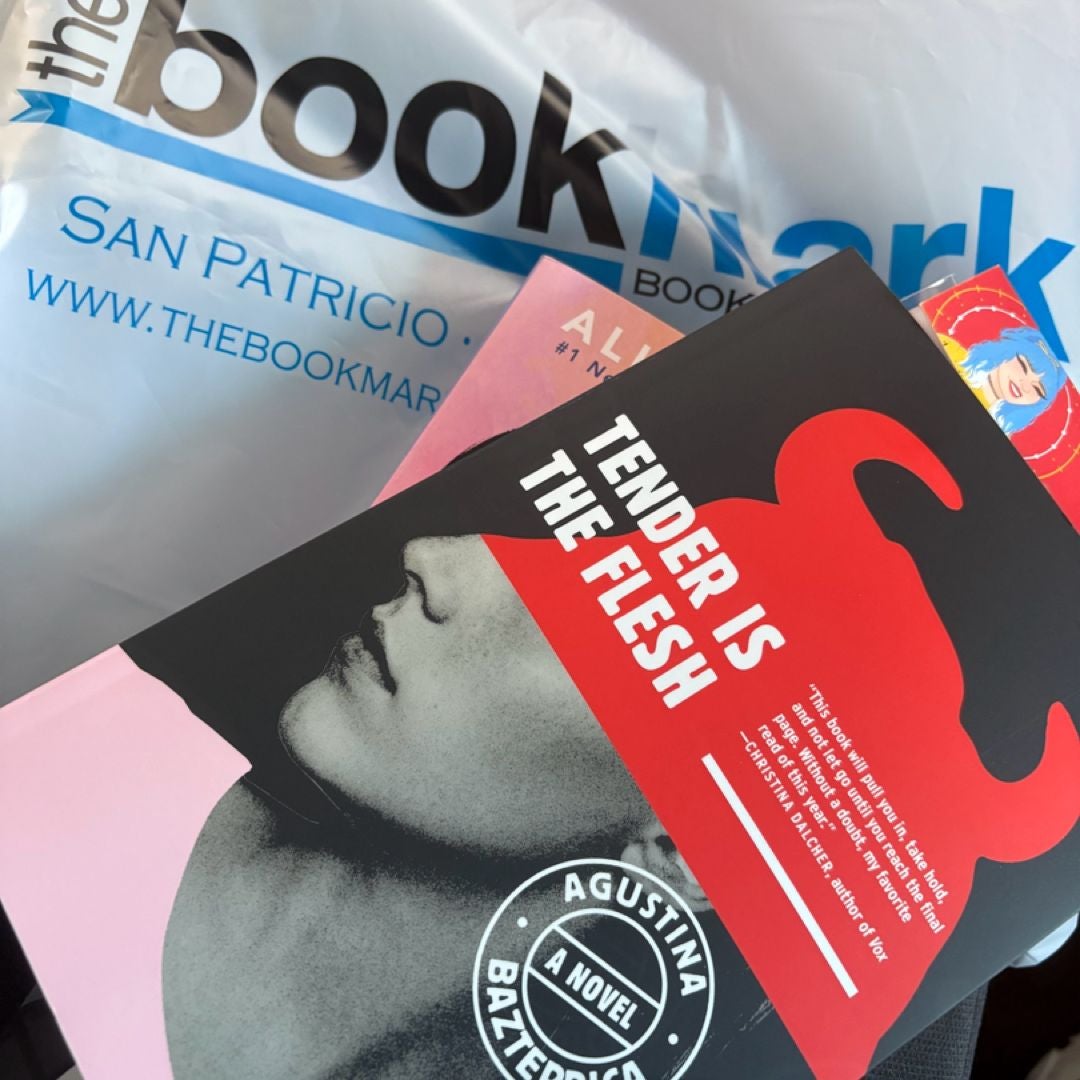 the
bookmark
BOOK
SAN PATRICIO ·
WWW.THEBOOKMAR
ALI
#1 Ne
TENDER IS
THE FLESH
"This book will pull you in, take hold,
and not let go until you reach the final
page. Without a doubt, my favorite
read of this year."
—CHRISTINA DALCHER, author of Vox
AGUSTINA
A NOVEL
BAZTERRICA